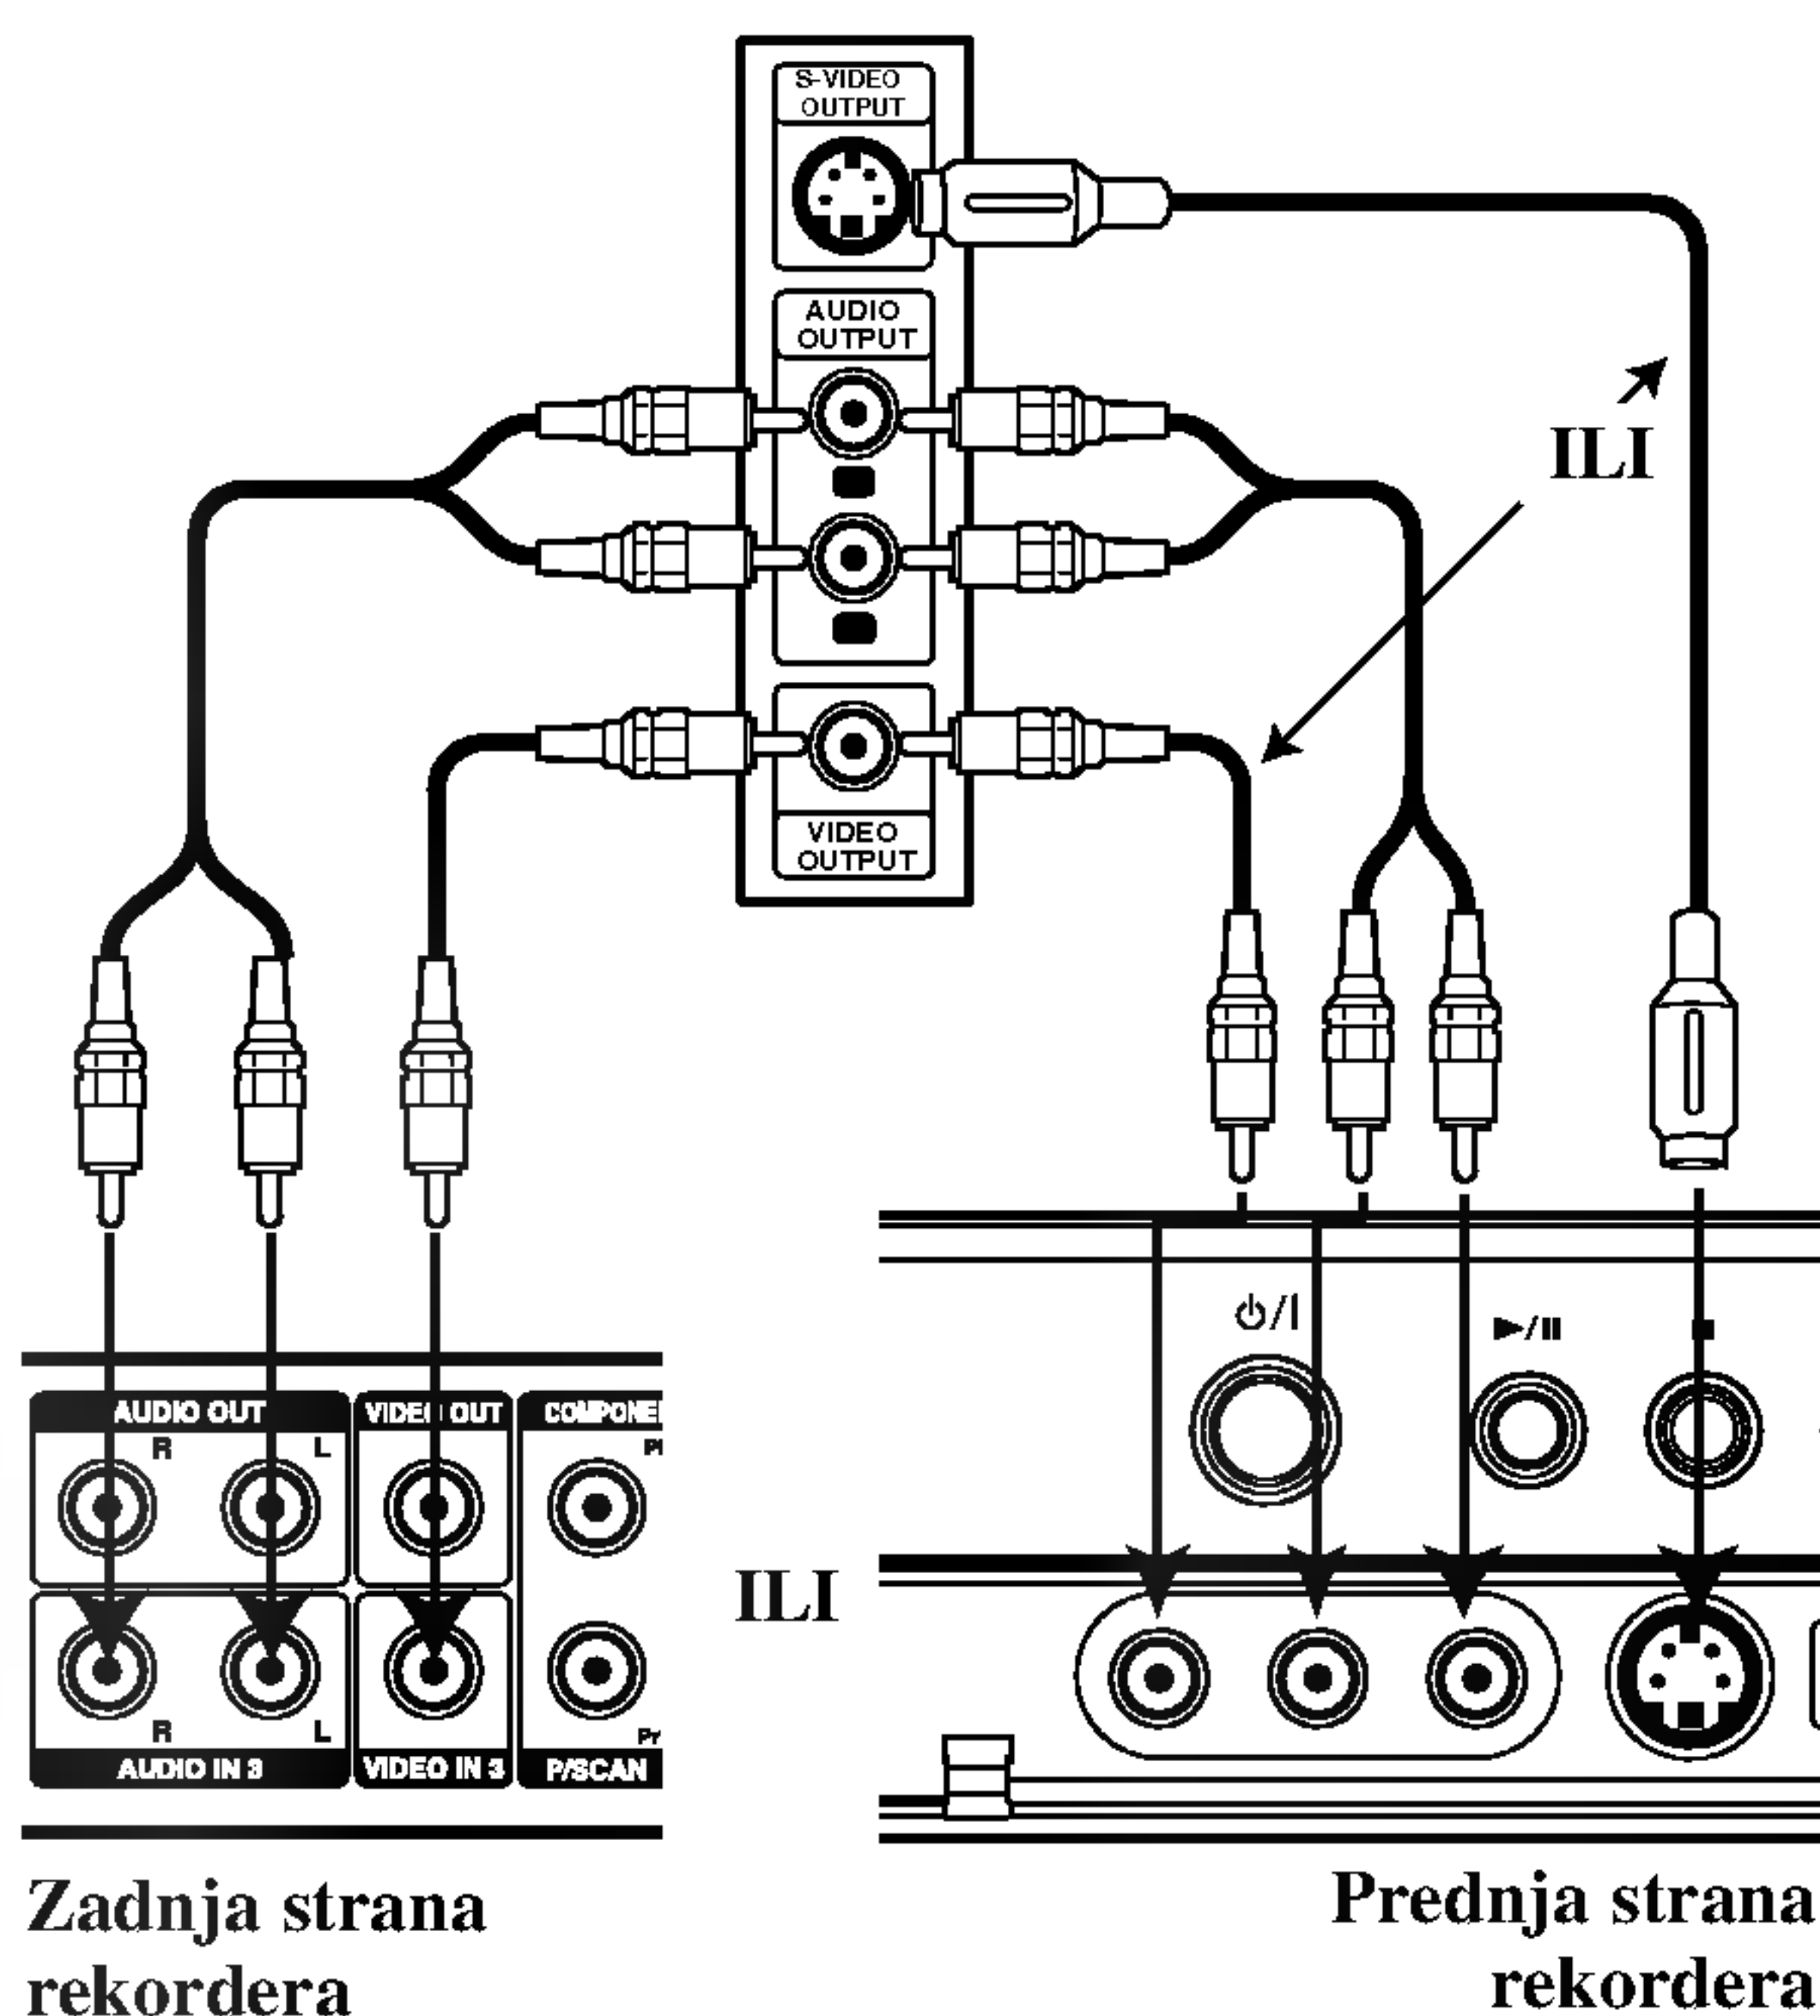 S-VIDEO
OUTPUT
AUDIO
OUTPUT
ILI
VIDEO
OUTPUT
AUDIO OUT
VIDEO OUT
R
L
ILI
R
L
Pr
AUDIO IN 3
VIDEO IN 3
P/SCAN
Zadnja strana
rekordera
Prednja strana
rekordera